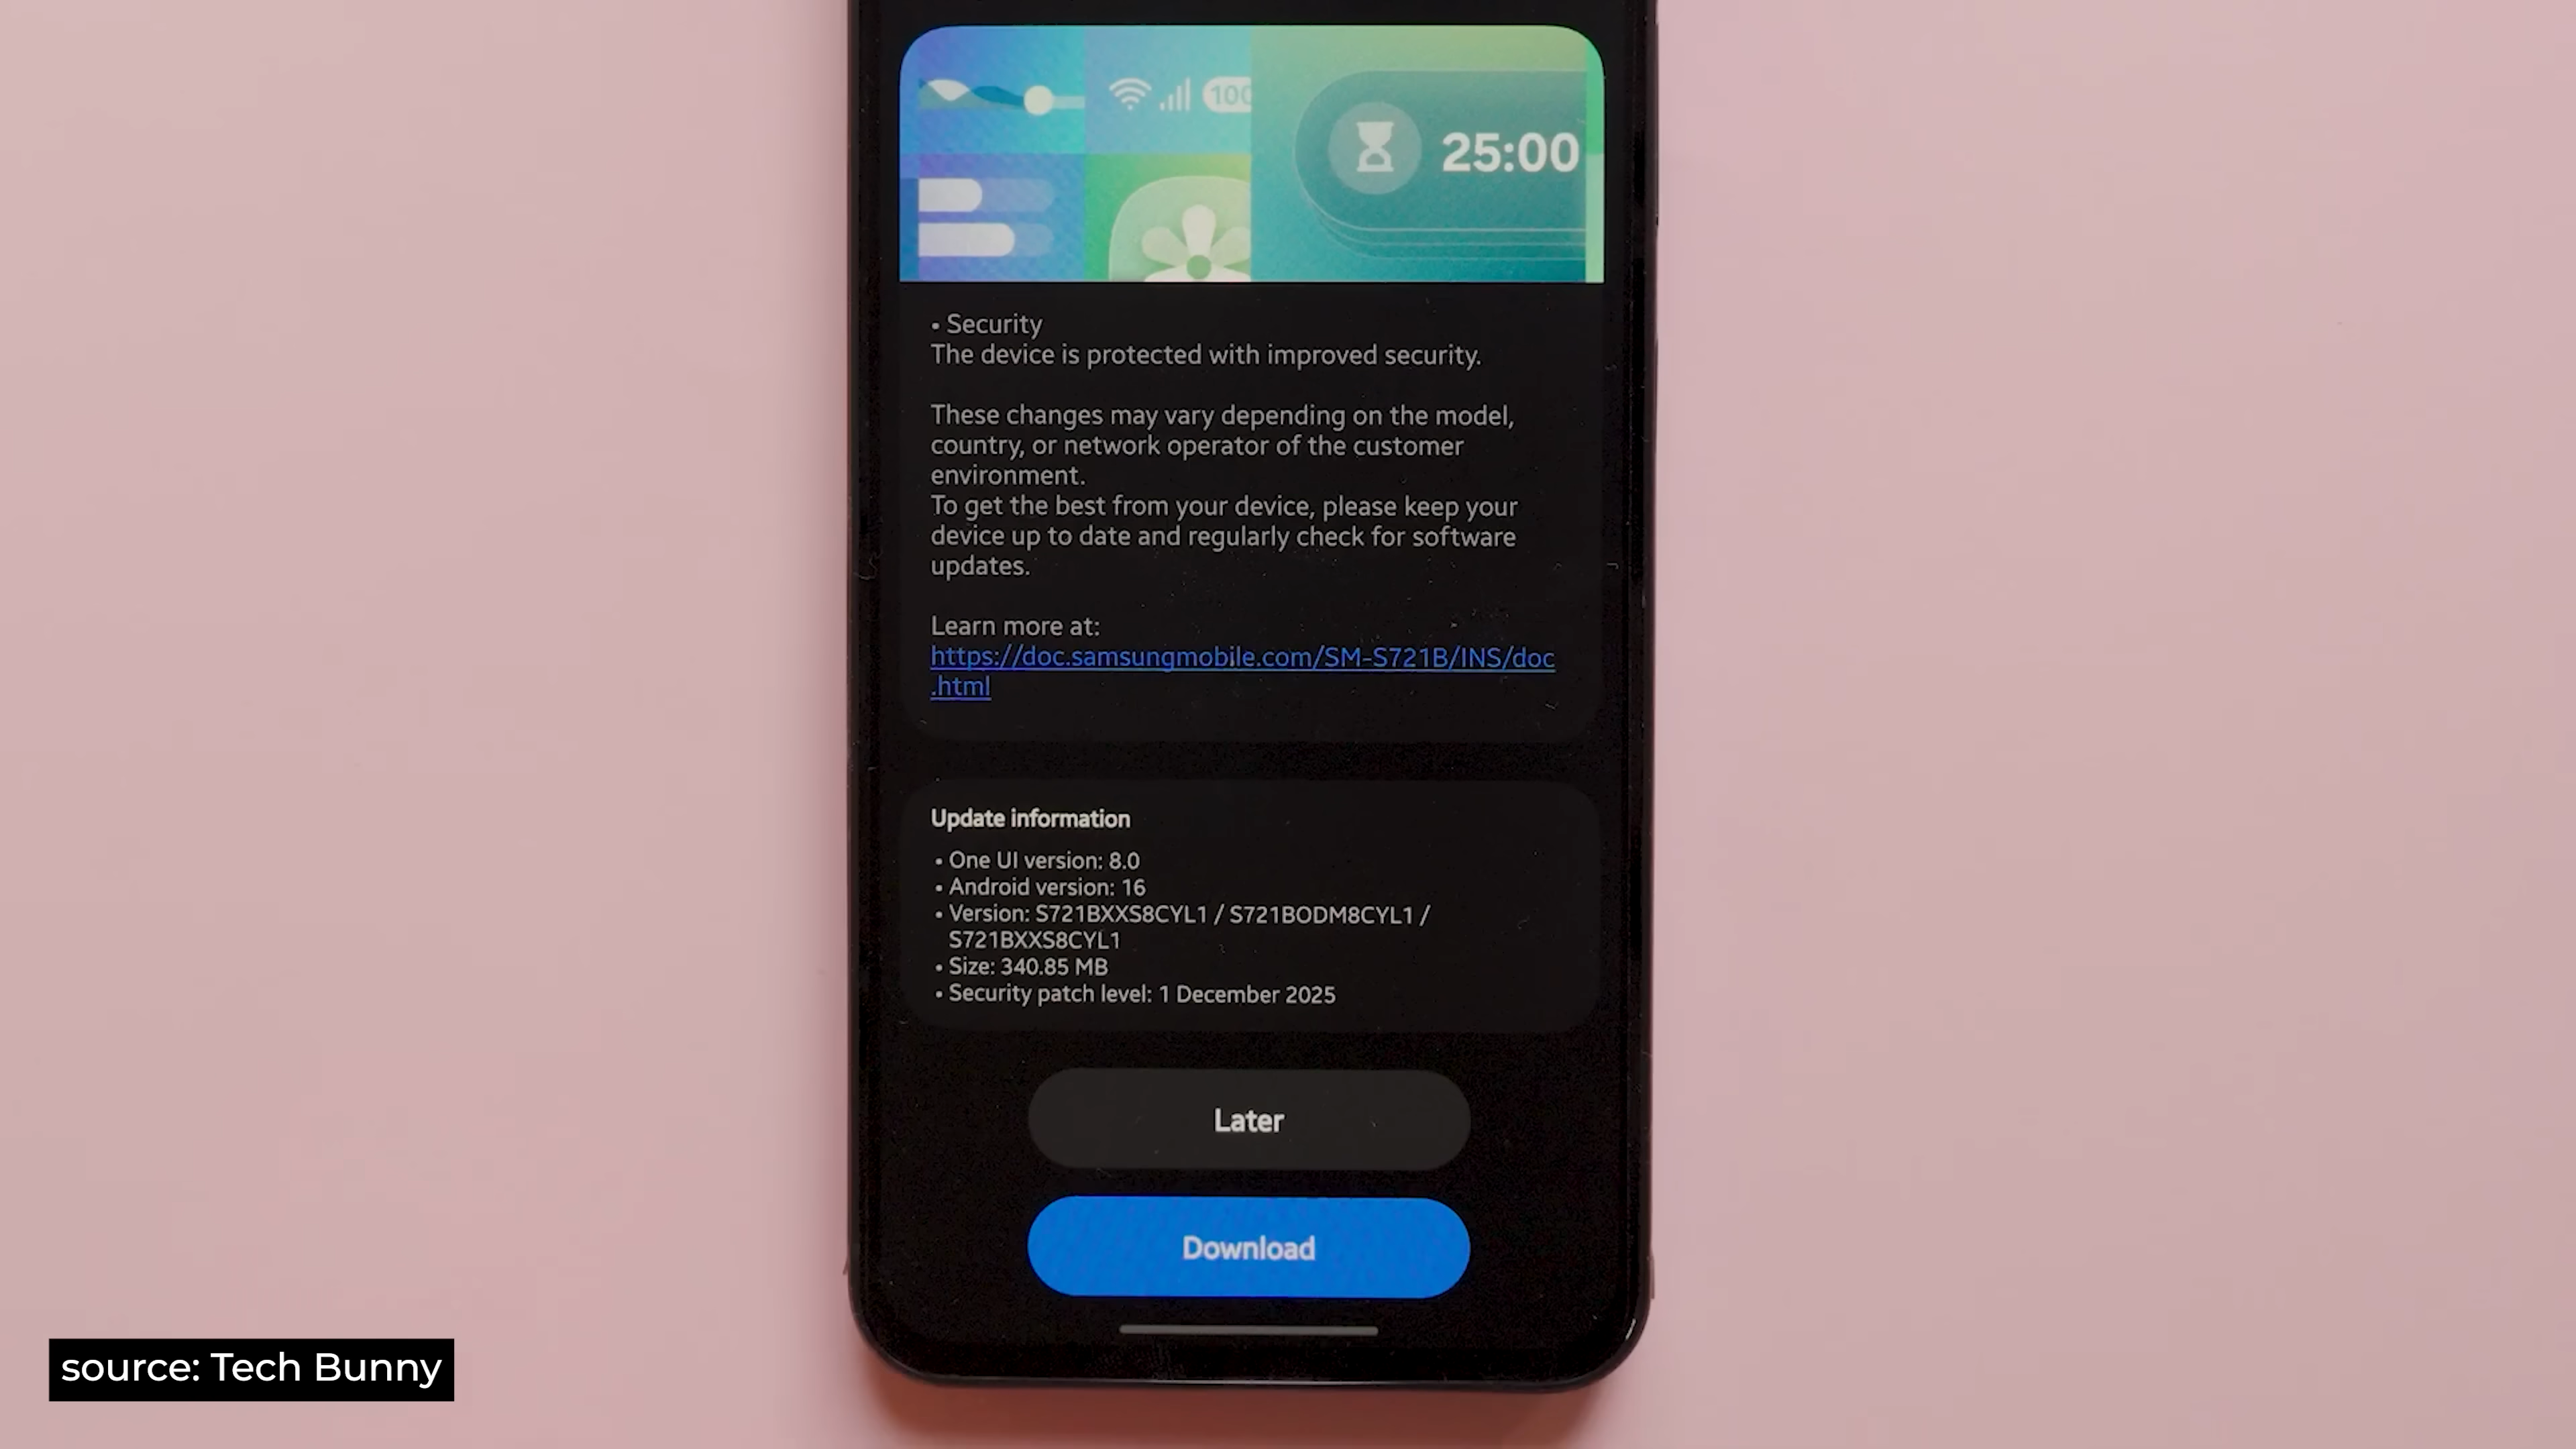 100
25:00
• Security
The device is protected with improved security.
These changes may vary depending on the model,
country, or network operator of the customer
environment.
To get the best from your device, please keep your
device up to date and regularly check for software
updates.
Learn more at:
https://doc.samsungmobile.com/SM-S721B/INS/doc
.html
Update information
• One UI version: 8.0
• Android version: 16
• Version: S721BXXS8CYL1 / S721BODM8CYL1 /
S721BXXS8CYL1
• Size: 340.85 MB
• Security patch level: 1 December 2025
Later
Download
source: Tech Bunny